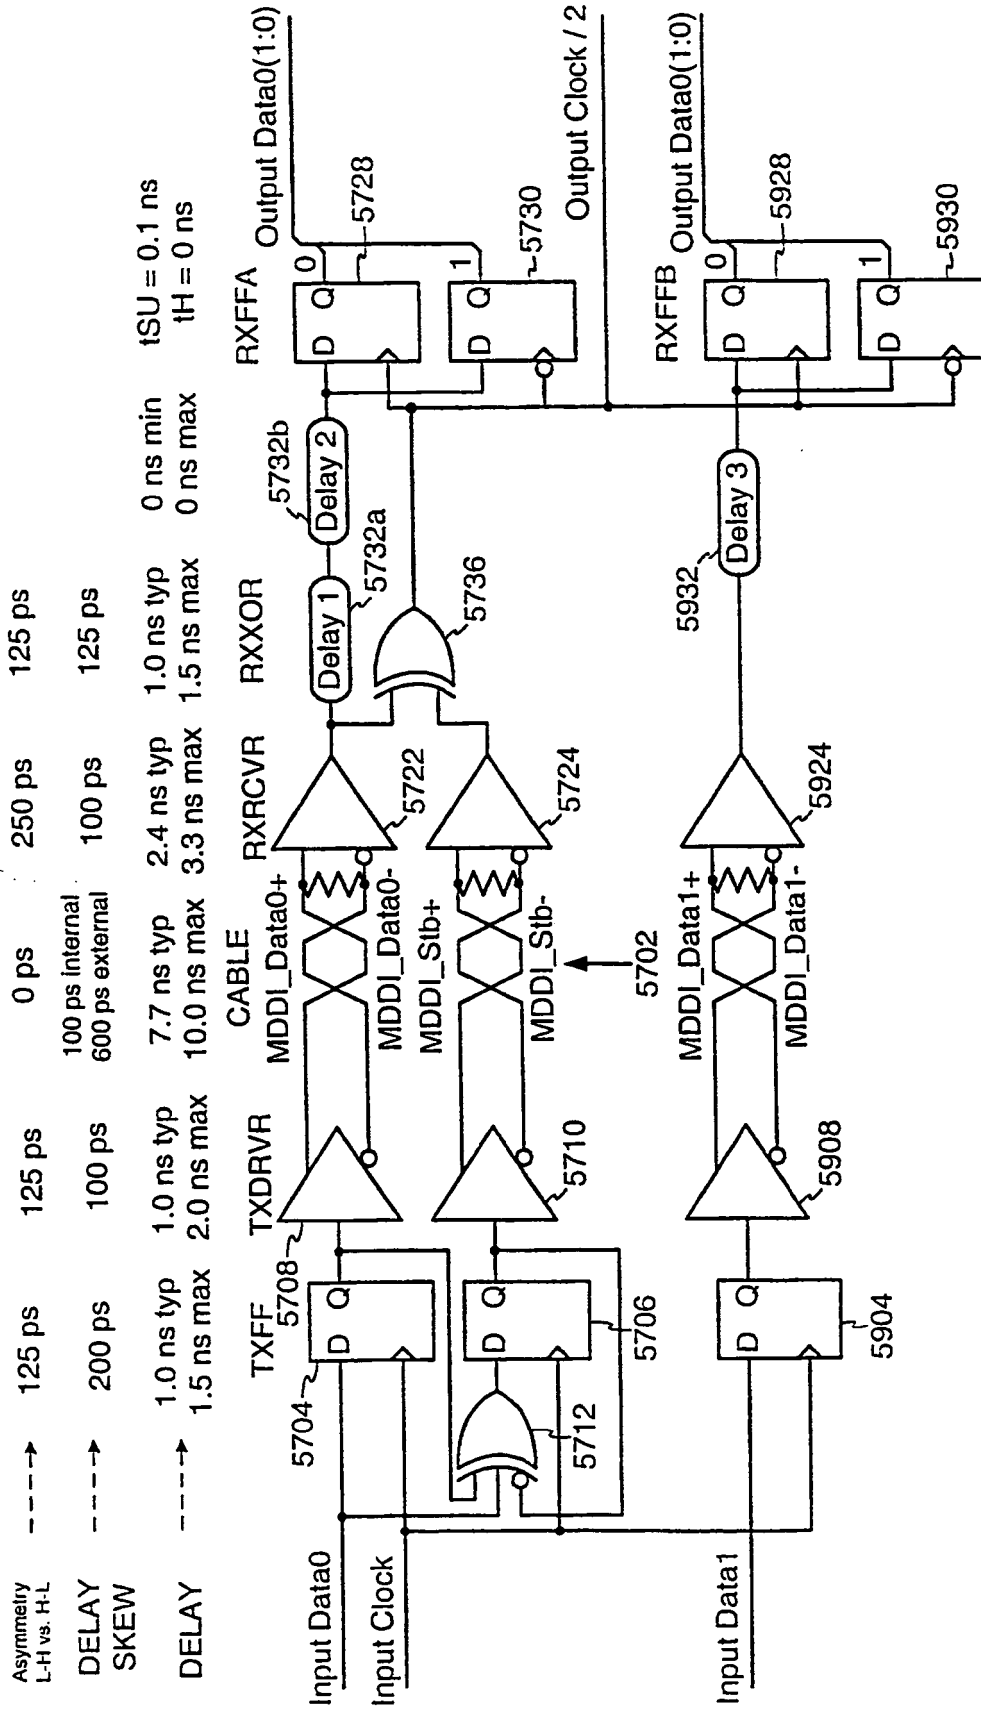 Asymmetry
L-H vs. H-L
125 ps
125 ps
0 ps
250 ps
125 ps
DELAY
SKEW
200 ps
100 ps
100 ps internal
600 ps external
100 ps
125 ps
DELAY
1.0 ns typ
1.5 ns max
1.0 ns typ
2.0 ns max
7.7 ns typ
10.0 ns max
2.4 ns typ
3.3 ns max
1.0 ns typ
1.5 ns max
0 ns min
0 ns max
tSU = 0.1 ns
tH = 0 ns
TXFF
TXDRVR
CABLE
RXRCVR
RXXOR
RXFFA
Input Data0
Input Clock
5704
5708
D
Q
MDDI_Data0+
MDDI_Data0-
5722
Delay 1
5732a
Delay 2
5732b
D
Q
0
5728
Output Data0(1:0)
5712
D
Q
5706
5710
MDDI_Stb+
MDDI_Stb-
5702
5724
5736
D
Q
1
5730
Output Clock / 2
Input Data1
D
Q
5904
5908
MDDI_Data1+
MDDI_Data1-
5924
Delay 3
5932
RXFFB
D
Q
0
5928
Output Data0(1:0)
D
Q
1
5930